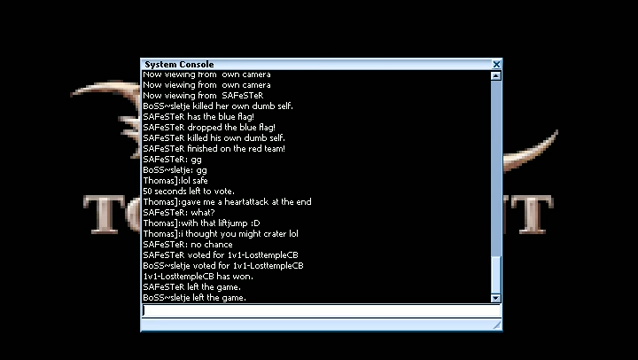 System Console
Now viewing from own camera
Now viewing from own camera
Now viewing from SAFeSTeR
BoSS~sletje killed her own dumb self.
SAFeSTeR has the blue flag!
SAFeSTeR dropped the blue flag!
SAFeSTeR killed his own dumb self.
SAFeSTeR finished on the red team!
SAFeSTeR: gg
BoSS~sletje: gg
Thomas]:lol safe
50 seconds left to vote.
Thomas]:gave me a heartattack at the end
SAFeSTeR: what?
Thomas]:with that liftjump :D
Thomas]:i thought you might crater lol
SAFeSTeR: no chance
SAFeSTeR voted for 1v1-LosttempleCB
BoSS~sletje voted for 1v1-LosttempleCB
1v1-LosttempleCB has won.
SAFeSTeR left the game.
BoSS~sletje left the game.